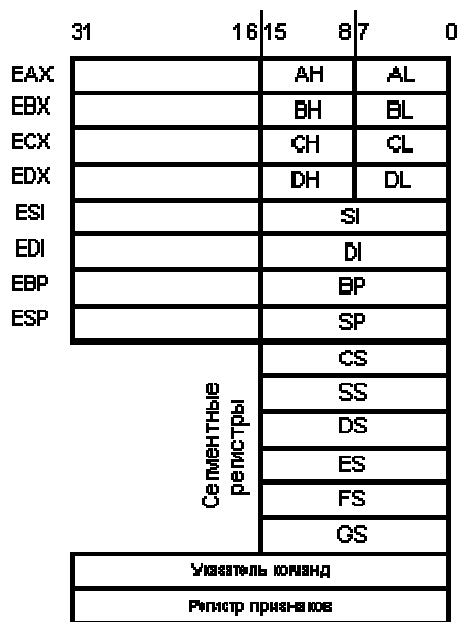 31 16 15 8 7 0
EAX AH AL
EBX BH BL
ECX CH CL
EDX DH DL
ESI SI
EDI DI
EBP BP
ESP SP
CS
SS
DS
ES
FS
GS
Сегментные
регистры
Указатель команд
Регистр признаков